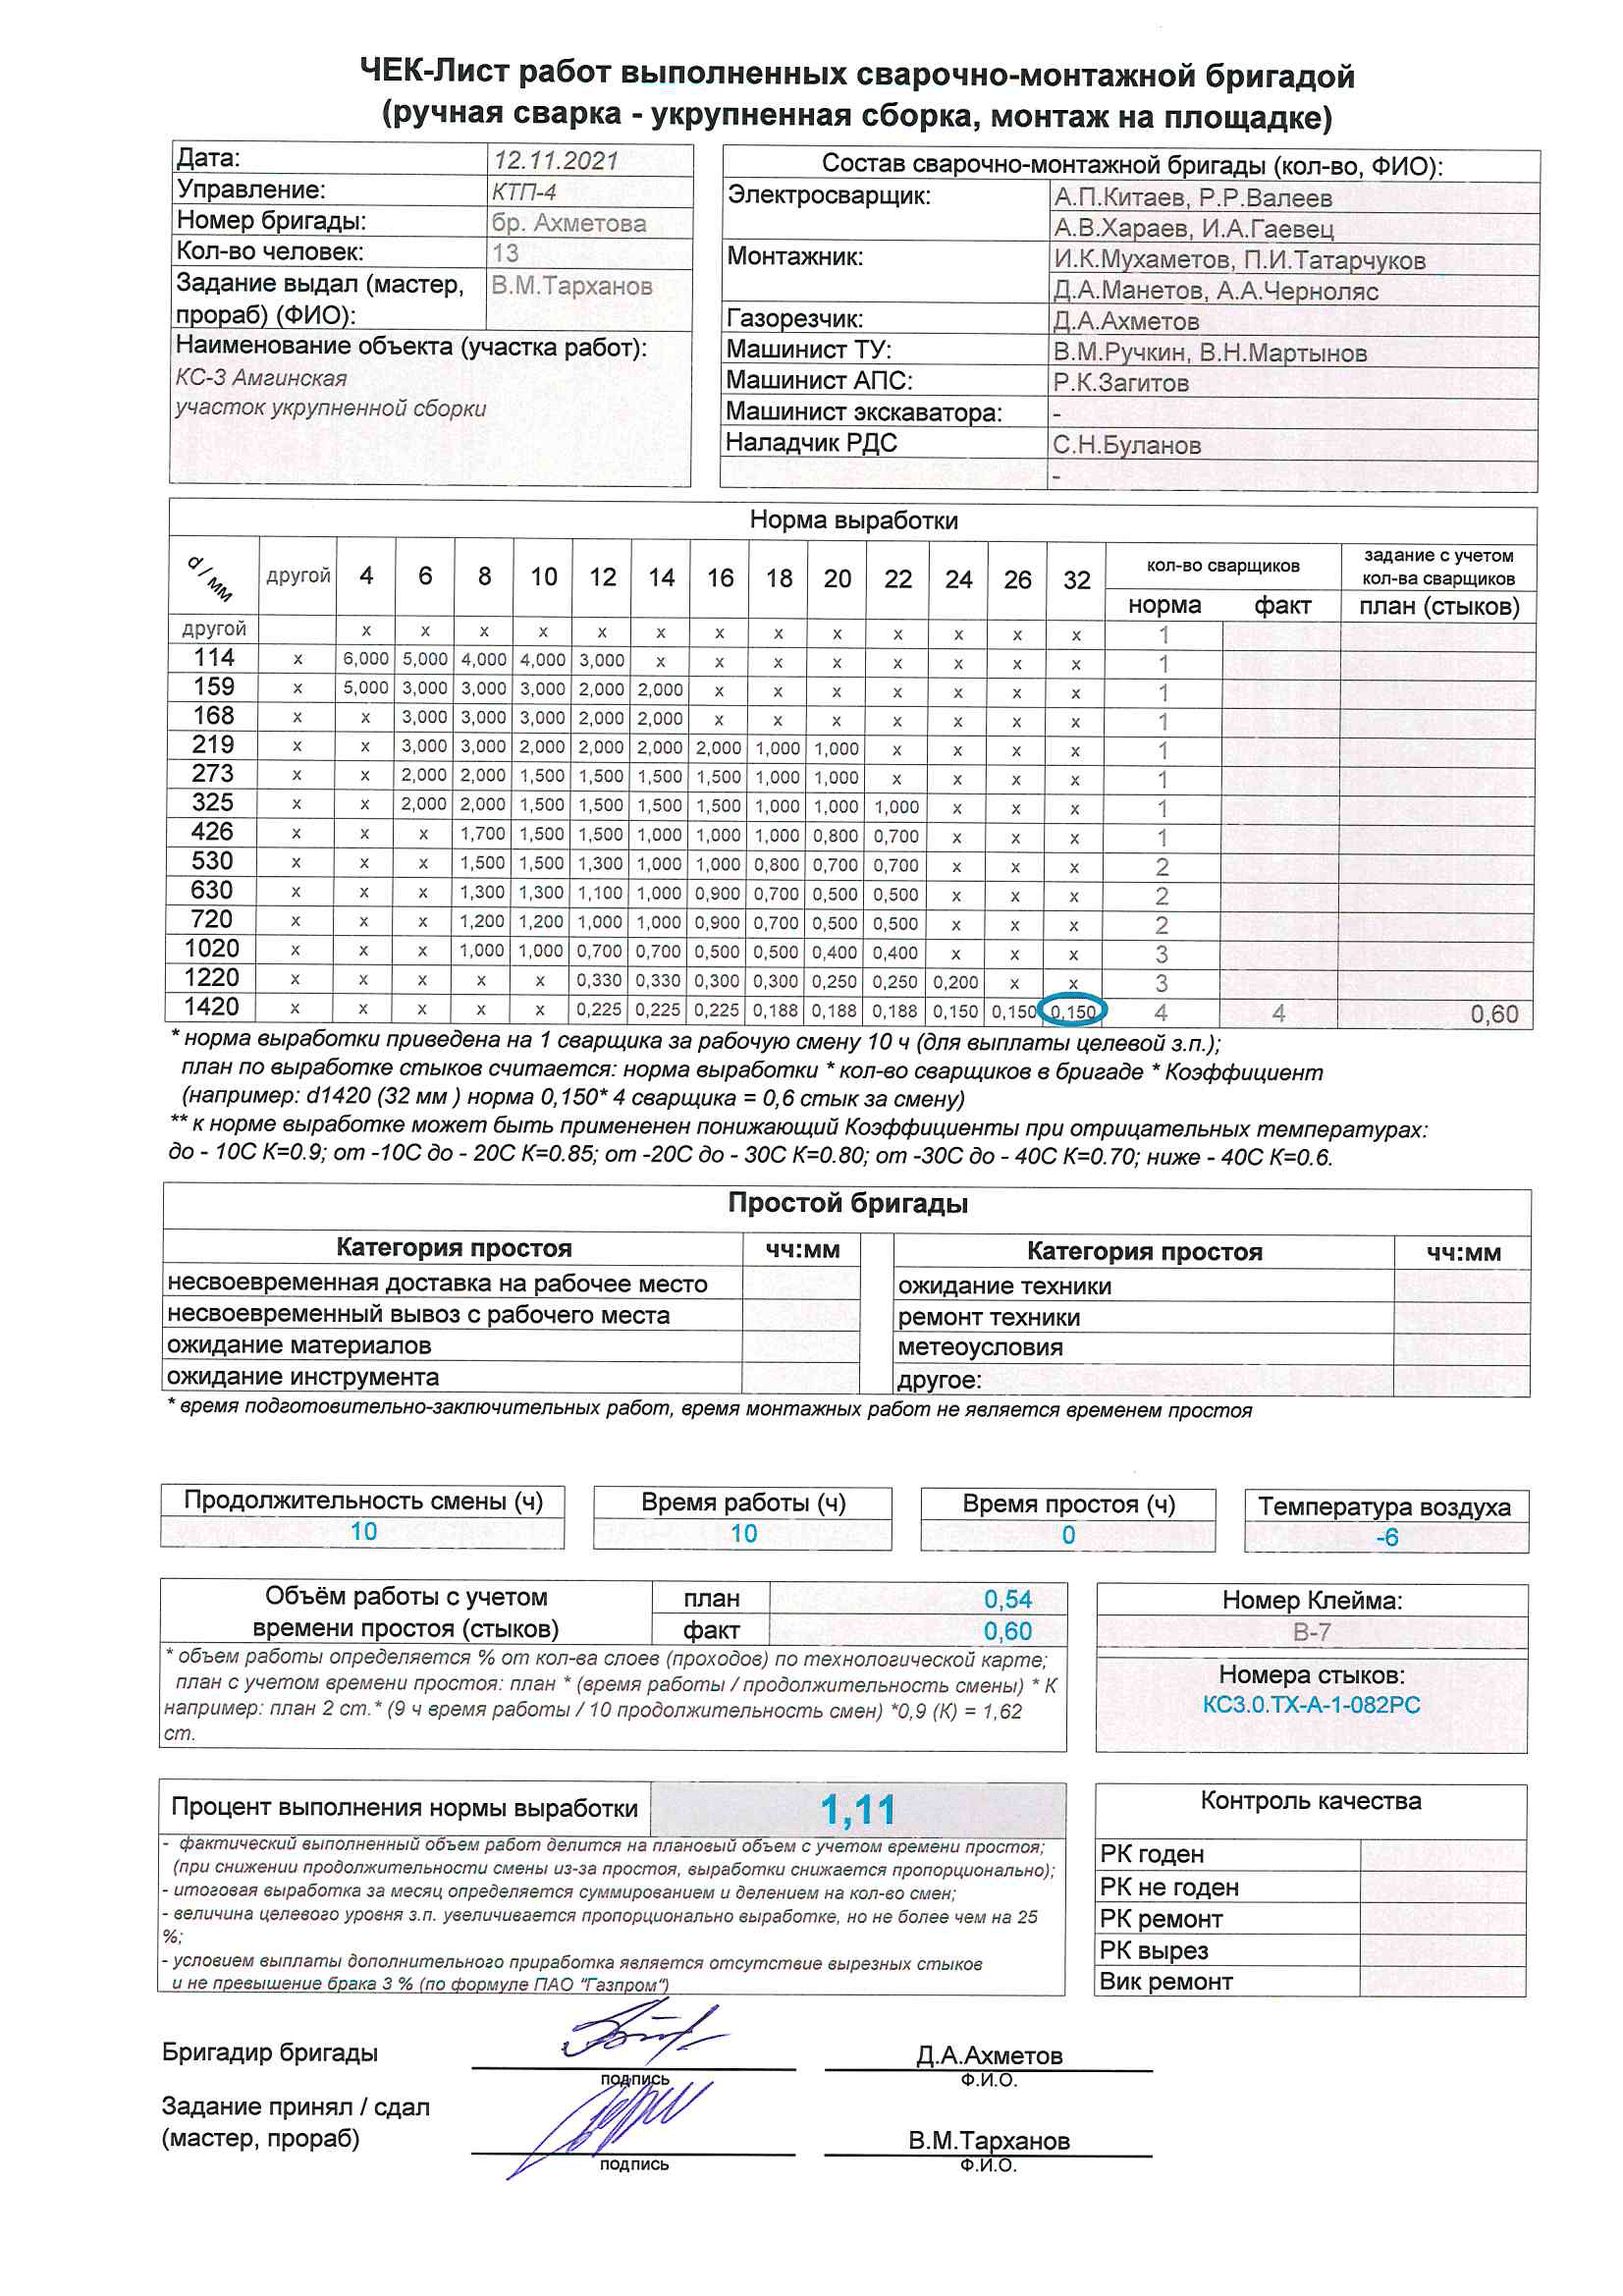 ЧЕК-Лист работ выполненных сварочно-монтажной бригадой
(ручная сварка - укрупненная сборка, монтаж на площадке)
Дата: 12.11.2021
Управление: КТП-4
Номер бригады: бр. Ахметова
Кол-во человек: 13
Задание выдал (мастер, прораб) (ФИО): В.М.Тарханов
Наименование объекта (участка работ):
КС-3 Амгинская
участок укрупненной сборки
Состав сварочно-монтажной бригады (кол-во, ФИО):
Электросварщик: А.П.Китаев, Р.Р.Валеев
А.В.Хараев, И.А.Гаевец
Монтажник: И.К.Мухаметов, П.И.Татарчуков
Д.А.Манетов, А.А.Черноляс
Газорезчик: Д.А.Ахметов
Машинист ТУ: В.М.Ручкин, В.Н.Мартынов
Машинист АПС: Р.К.Загитов
Машинист экскаватора: -
Наладчик РДС С.Н.Буланов
-
Норма выработки
d / мм другой 4 6 8 10 12 14 16 18 20 22 24 26 32 кол-во сварщиков задание с учетом кол-ва сварщиков
норма факт план (стыков)
другой x x x x x x x x x x x x x 1
114 x 6,000 5,000 4,000 4,000 3,000 x x x x x x x x 1
159 x 5,000 3,000 3,000 3,000 2,000 2,000 x x x x x x x 1
168 x x 3,000 3,000 3,000 2,000 2,000 x x x x x x x 1
219 x x 3,000 3,000 2,000 2,000 2,000 2,000 1,000 1,000 x x x x 1
273 x x 2,000 2,000 1,500 1,500 1,500 1,500 1,000 1,000 x x x x 1
325 x x 2,000 2,000 1,500 1,500 1,500 1,500 1,000 1,000 1,000 x x x 1
426 x x x 1,700 1,500 1,500 1,000 1,000 1,000 0,800 0,700 x x x 1
530 x x x 1,500 1,500 1,300 1,000 1,000 0,800 0,700 0,700 x x x 2
630 x x x 1,300 1,300 1,100 1,000 0,900 0,700 0,500 0,500 x x x 2
720 x x x 1,200 1,200 1,000 1,000 0,900 0,700 0,500 0,500 x x x 2
1020 x x x 1,000 1,000 0,700 0,700 0,500 0,500 0,400 0,400 x x x 3
1220 x x x x x 0,330 0,330 0,300 0,300 0,250 0,250 0,200 x x 3
1420 x x x x x 0,225 0,225 0,225 0,188 0,188 0,188 0,150 0,150 0,150 4 4 0,60
* норма выработки приведена на 1 сварщика за рабочую смену 10 ч (для выплаты целевой з.п.);
план по выработке стыков считается: норма выработки * кол-во сварщиков в бригаде * Коэффициент
(например: d1420 (32 мм ) норма 0,150* 4 сварщика = 0,6 стык за смену)
** к норме выработке может быть примененен понижающий Коэффициенты при отрицательных температурах:
до - 10С К=0.9; от -10С до - 20С К=0.85; от -20С до - 30С К=0.80; от -30С до - 40С К=0.70; ниже - 40С К=0.6.
Простой бригады
Категория простоя чч:мм Категория простоя чч:мм
несвоевременная доставка на рабочее место ожидание техники
несвоевременный вывоз с рабочего места ремонт техники
ожидание материалов метеоусловия
ожидание инструмента другое:
* время подготовительно-заключительных работ, время монтажных работ не является временем простоя
Продолжительность смены (ч) Время работы (ч) Время простоя (ч) Температура воздуха
10 10 0 -6
Объём работы с учетом план 0,54
времени простоя (стыков) факт 0,60
* объем работы определяется % от кол-ва слоев (проходов) по технологической карте;
план с учетом времени простоя: план * (время работы / продолжительность смены) * К
например: план 2 ст.* (9 ч время работы / 10 продолжительность смен) *0,9 (К) = 1,62
ст.
Номер Клейма:
В-7
Номера стыков:
КС3.0.ТХ-А-1-082РС
Процент выполнения нормы выработки 1,11
- фактический выполненный объем работ делится на плановый объем с учетом времени простоя;
(при снижении продолжительности смены из-за простоя, выработки снижается пропорционально);
- итоговая выработка за месяц определяется суммированием и делением на кол-во смен;
- величина целевого уровня з.п. увеличивается пропорционально выработке, но не более чем на 25
%;
- условием выплаты дополнительного приработка является отсутствие вырезных стыков
и не превышение брака 3 % (по формуле ПАО "Газпром")
Контроль качества
РК годен
РК не годен
РК ремонт
РК вырез
Вик ремонт
Бригадир бригады Д.А.Ахметов
подпись Ф.И.О.
Задание принял / сдал
(мастер, прораб) В.М.Тарханов
подпись Ф.И.О.